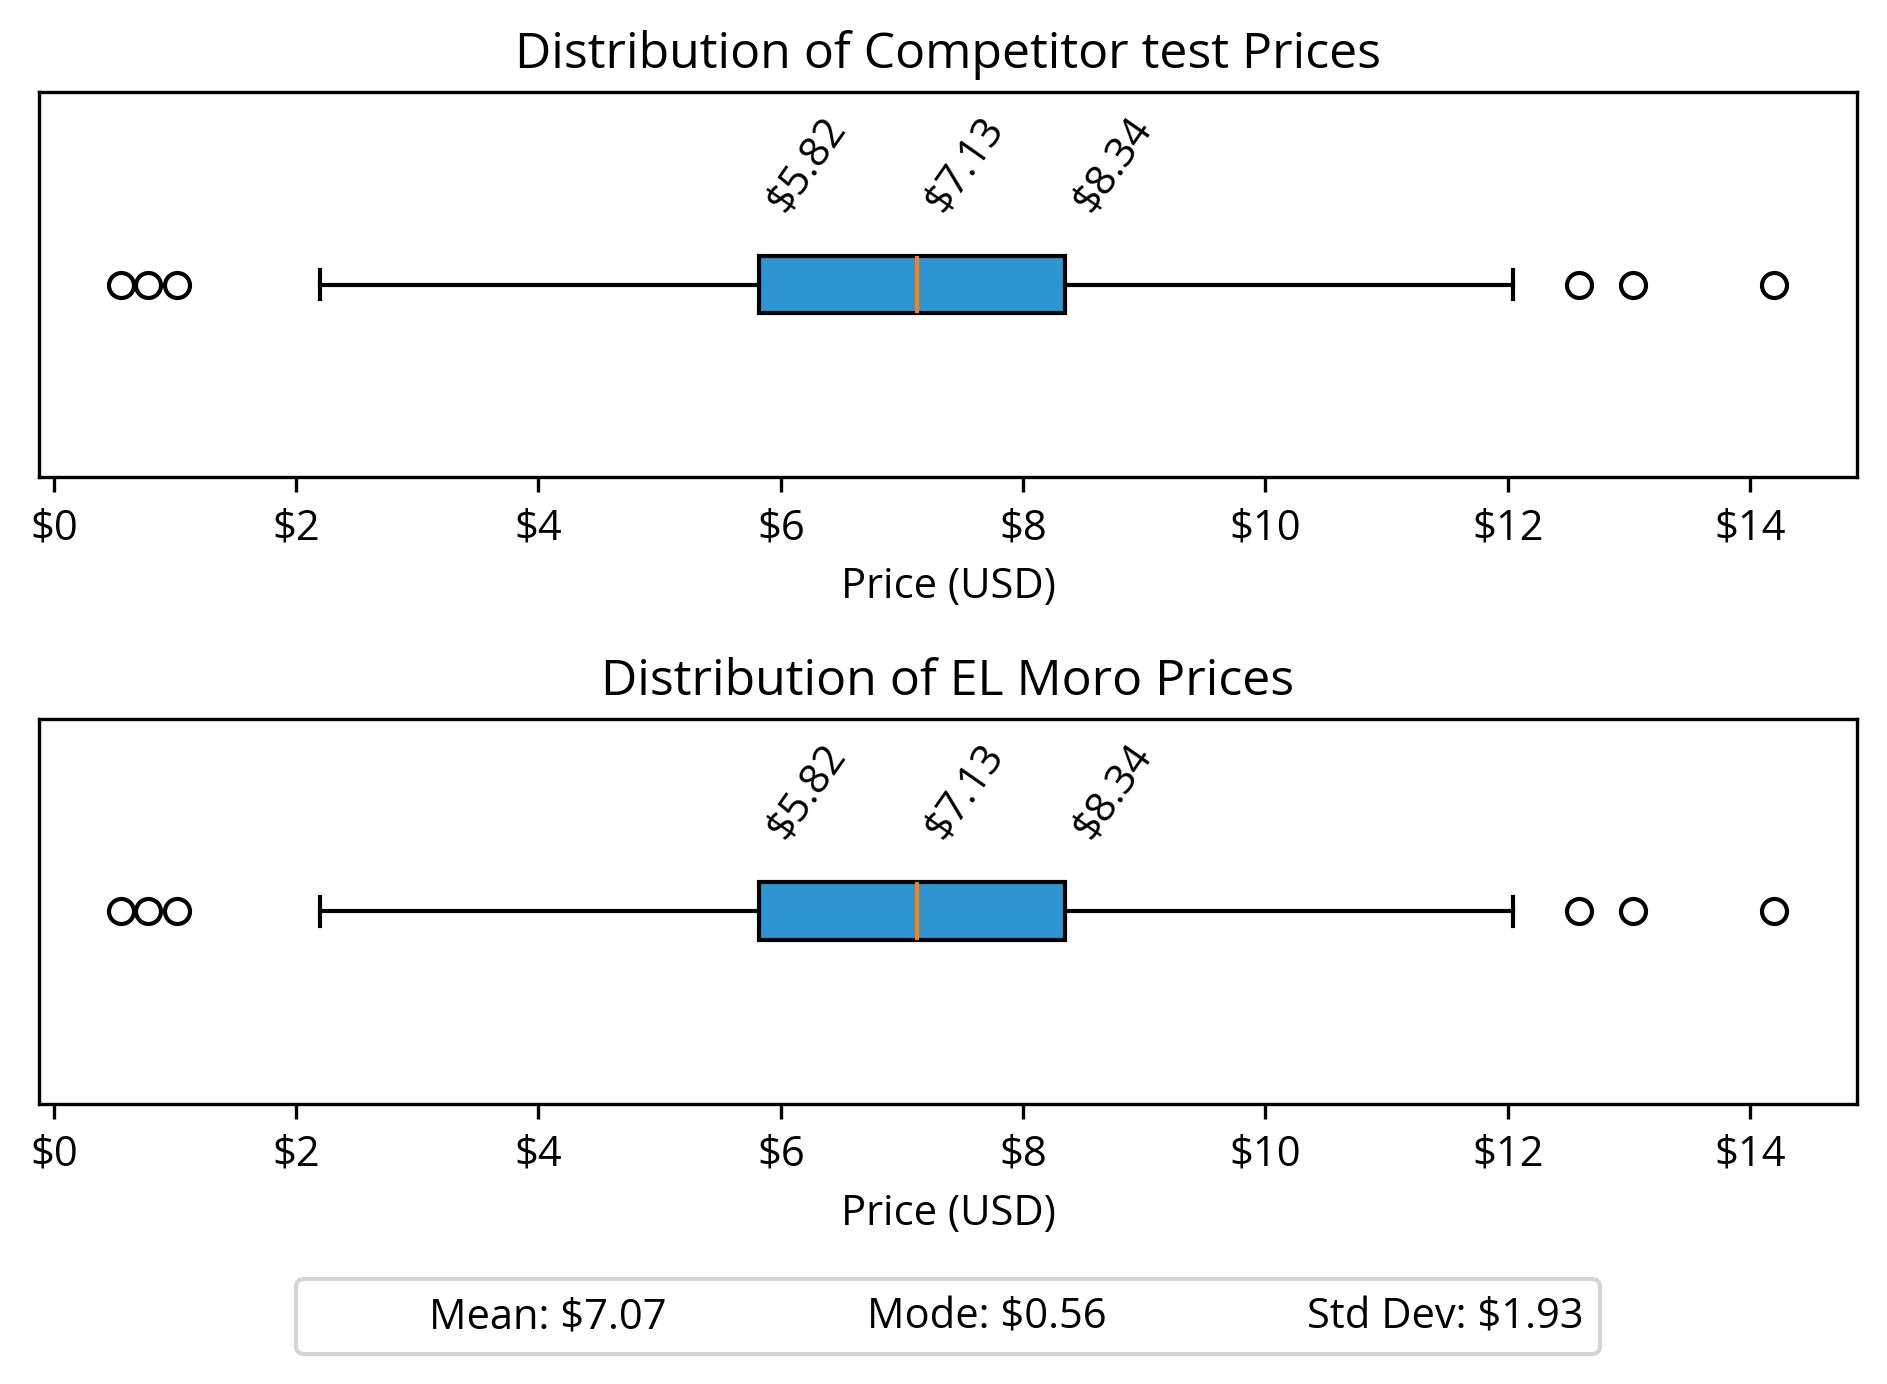 Distribution of Competitor test Prices
$5.82 $7.13 $8.34
$0 $2 $4 $6 $8 $10 $12 $14
Price (USD)
Distribution of EL Moro Prices
$5.82 $7.13 $8.34
$0 $2 $4 $6 $8 $10 $12 $14
Price (USD)
Mean: $7.07 Mode: $0.56 Std Dev: $1.93